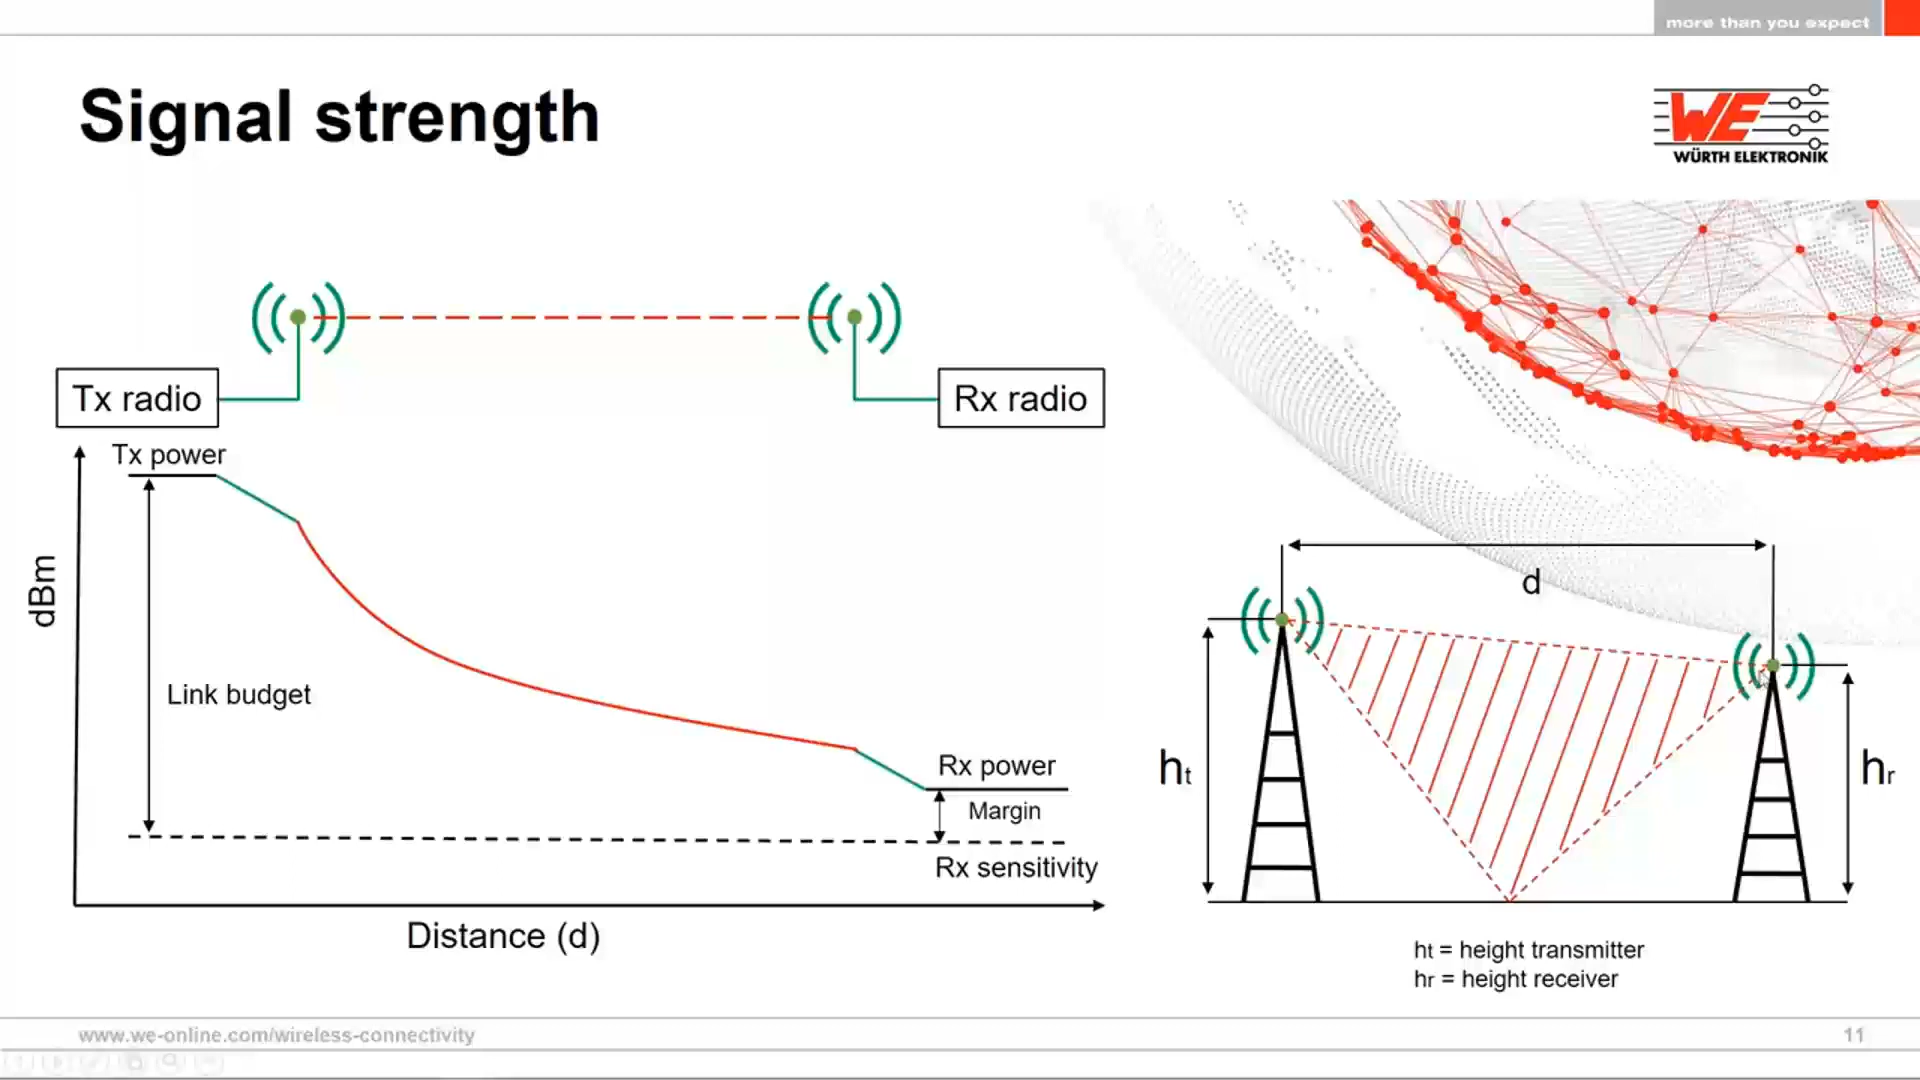 more than you expect
Signal strength
WE
WÜRTH ELEKTRONIK
Tx radio
Rx radio
Tx power
dBm
Link budget
Rx power
Margin
Rx sensitivity
Distance (d)
d
ht
hr
ht = height transmitter
hr = height receiver
www.we-online.com/wireless-connectivity
11